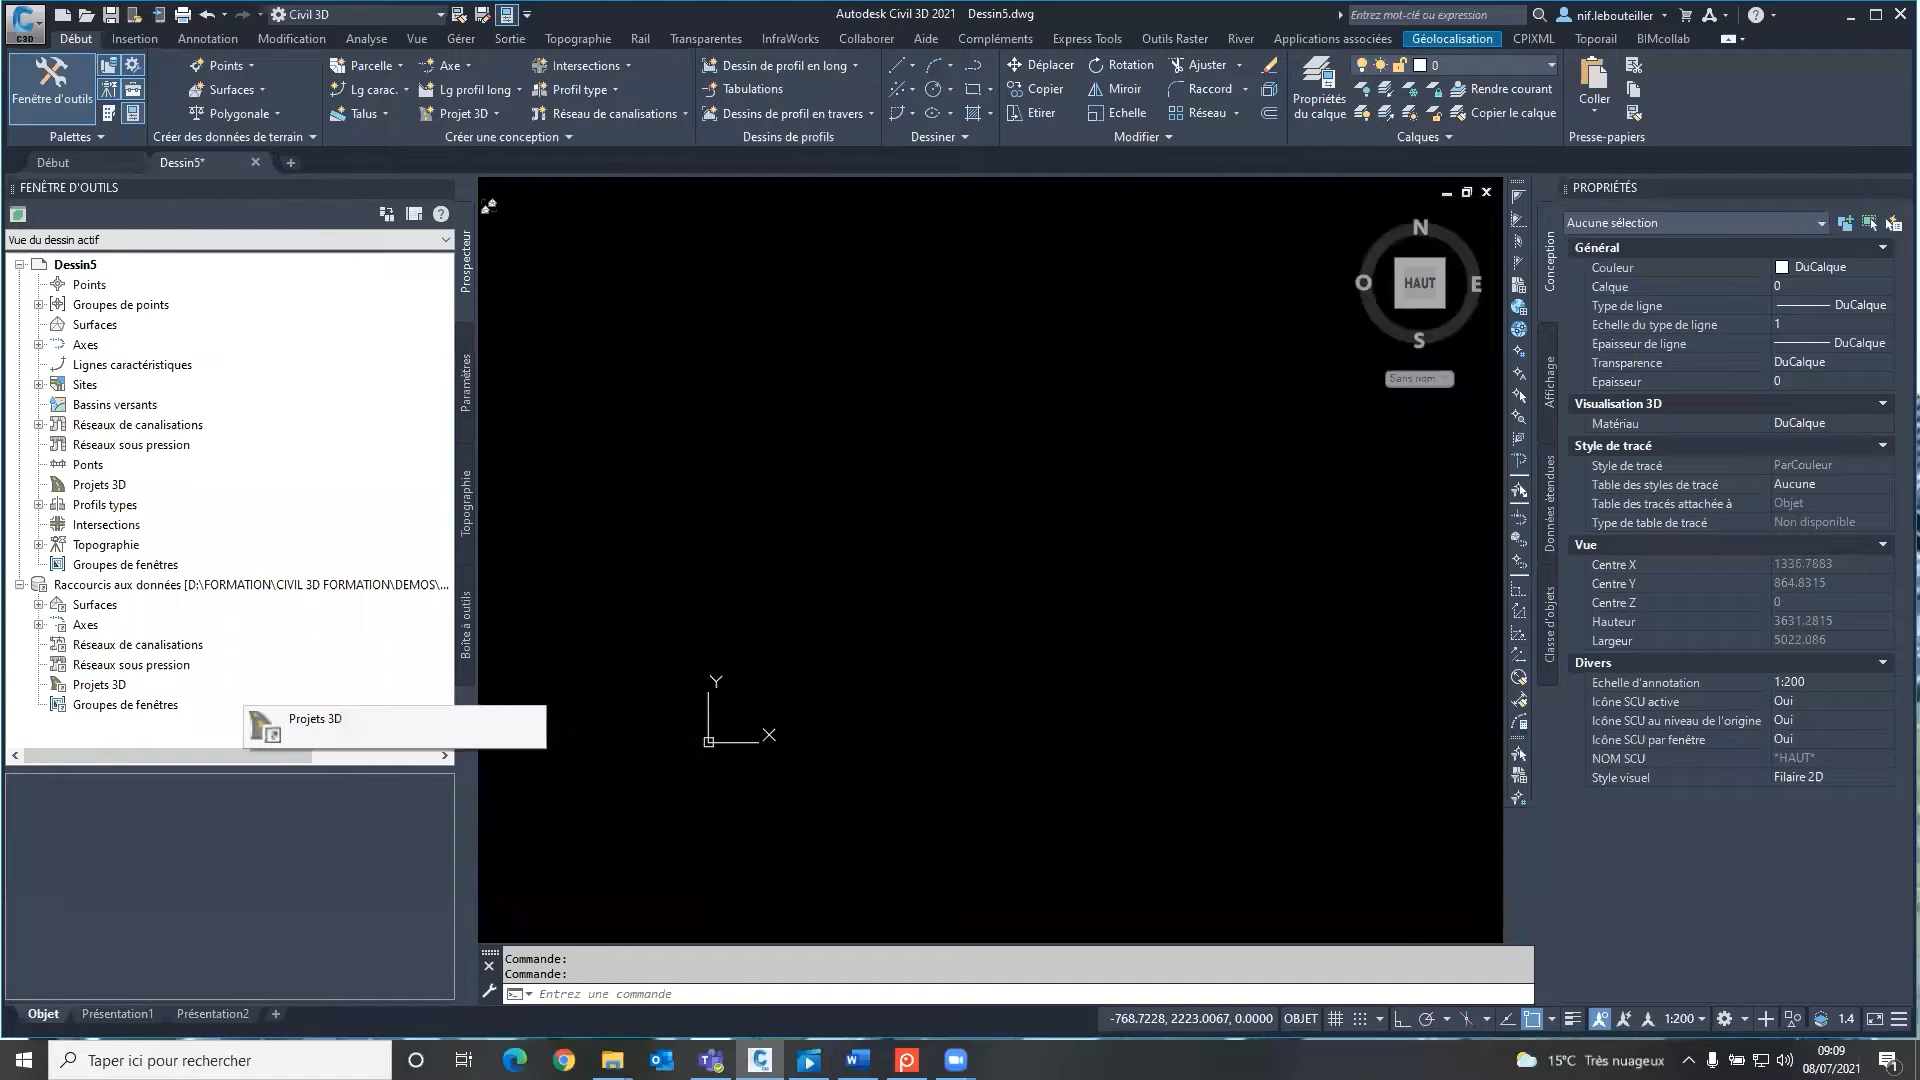 Civil 3D
Autodesk Civil 3D 2021 Dessin5.dwg
Entrez mot-clé ou expression
nif.lebouteiller
C3D
Début Insertion Annotation Modification Analyse Vue Gérer Sortie Topographie Rail Transparentes InfraWorks Collaborer Aide Compléments Express Tools Outils Raster River Applications associées Géolocalisation CPIXML Toporail BIMcollab
Fenêtre d'outils
Palettes
Points
Surfaces
Polygonale
Créer des données de terrain
Parcelle Axe Intersections
Lg carac. Lg profil long Profil type
Talus Projet 3D Réseau de canalisations
Créer une conception
Dessin de profil en long
Tabulations
Dessins de profil en travers
Dessins de profils
Dessiner
Déplacer Rotation Ajuster
Copier Miroir Raccord
Etirer Echelle Réseau
Modifier
Propriétés du calque
0
Rendre courant
Copier le calque
Calques
Coller
Presse-papiers
Début Dessin5*
FENÊTRE D'OUTILS
Vue du dessin actif
Dessin5
Points
Groupes de points
Surfaces
Axes
Lignes caractéristiques
Sites
Bassins versants
Réseaux de canalisations
Réseaux sous pression
Ponts
Projets 3D
Profils types
Intersections
Topographie
Groupes de fenêtres
Raccourcis aux données [D:\FORMATION\CIVIL 3D FORMATION\DEMOS\...
Surfaces
Axes
Réseaux de canalisations
Réseaux sous pression
Projets 3D
Groupes de fenêtres
Projets 3D
Prospecteur
Paramètres
Topographie
Boîte à outils
N
O HAUT E
S
Sans nom
Y
X
Commande:
Commande:
Entrez une commande
Conception
Affichage
Données étendues
Classe d'objets
PROPRIÉTÉS
Aucune sélection
Général
Couleur DuCalque
Calque 0
Type de ligne DuCalque
Echelle du type de ligne 1
Epaisseur de ligne DuCalque
Transparence DuCalque
Epaisseur 0
Visualisation 3D
Matériau DuCalque
Style de tracé
Style de tracé ParCouleur
Table des styles de tracé Aucune
Table des tracés attachée à Objet
Type de table de tracé Non disponible
Vue
Centre X 1336.7883
Centre Y 864.8315
Centre Z 0
Hauteur 3631.2815
Largeur 5022.086
Divers
Echelle d'annotation 1:200
Icône SCU active Oui
Icône SCU au niveau de l'origine Oui
Icône SCU par fenêtre Oui
NOM SCU *HAUT*
Style visuel Filaire 2D
Objet Présentation1 Présentation2
-768.7228, 2223.0067, 0.0000 OBJET 1:200 1.4
Taper ici pour rechercher
15°C Très nuageux
09:09
08/07/2021
1